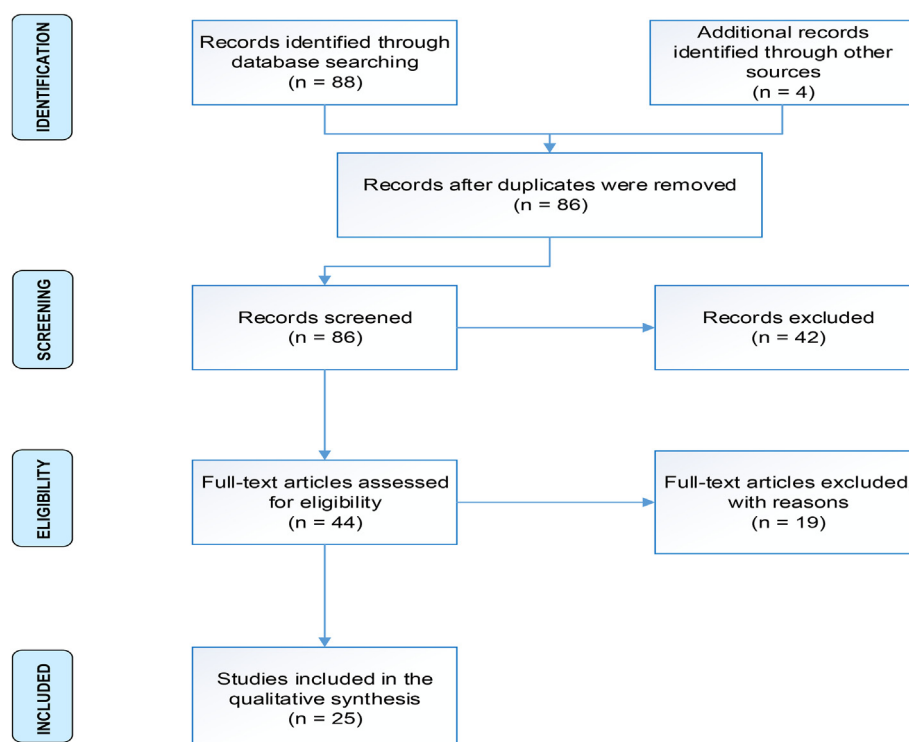 IDENTIFICATION
Records identified through
database searching
(n = 88)
Additional records
identified through other
sources
(n = 4)
Records after duplicates were removed
(n = 86)
SCREENING
Records screened
(n = 86)
Records excluded
(n = 42)
ELIGIBILITY
Full-text articles assessed
for eligibility
(n = 44)
Full-text articles excluded
with reasons
(n = 19)
INCLUDED
Studies included in the
qualitative synthesis
(n = 25)